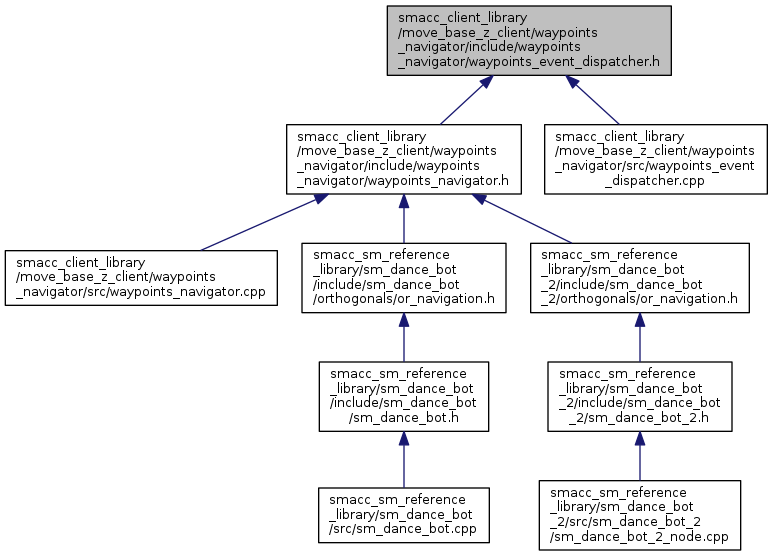 smacc_client_library
/move_base_z_client/waypoints
_navigator/include/waypoints
_navigator/waypoints_event_dispatcher.h
smacc_client_library
/move_base_z_client/waypoints
_navigator/include/waypoints
_navigator/waypoints_navigator.h
smacc_client_library
/move_base_z_client/waypoints
_navigator/src/waypoints_event
_dispatcher.cpp
smacc_client_library
/move_base_z_client/waypoints
_navigator/src/waypoints_navigator.cpp
smacc_sm_reference
_library/sm_dance_bot
/include/sm_dance_bot
/orthogonals/or_navigation.h
smacc_sm_reference
_library/sm_dance_bot
_2/include/sm_dance_bot
_2/orthogonals/or_navigation.h
smacc_sm_reference
_library/sm_dance_bot
/include/sm_dance_bot
/sm_dance_bot.h
smacc_sm_reference
_library/sm_dance_bot
_2/include/sm_dance_bot
_2/sm_dance_bot_2.h
smacc_sm_reference
_library/sm_dance_bot
/src/sm_dance_bot.cpp
smacc_sm_reference
_library/sm_dance_bot
_2/src/sm_dance_bot_2
/sm_dance_bot_2_node.cpp